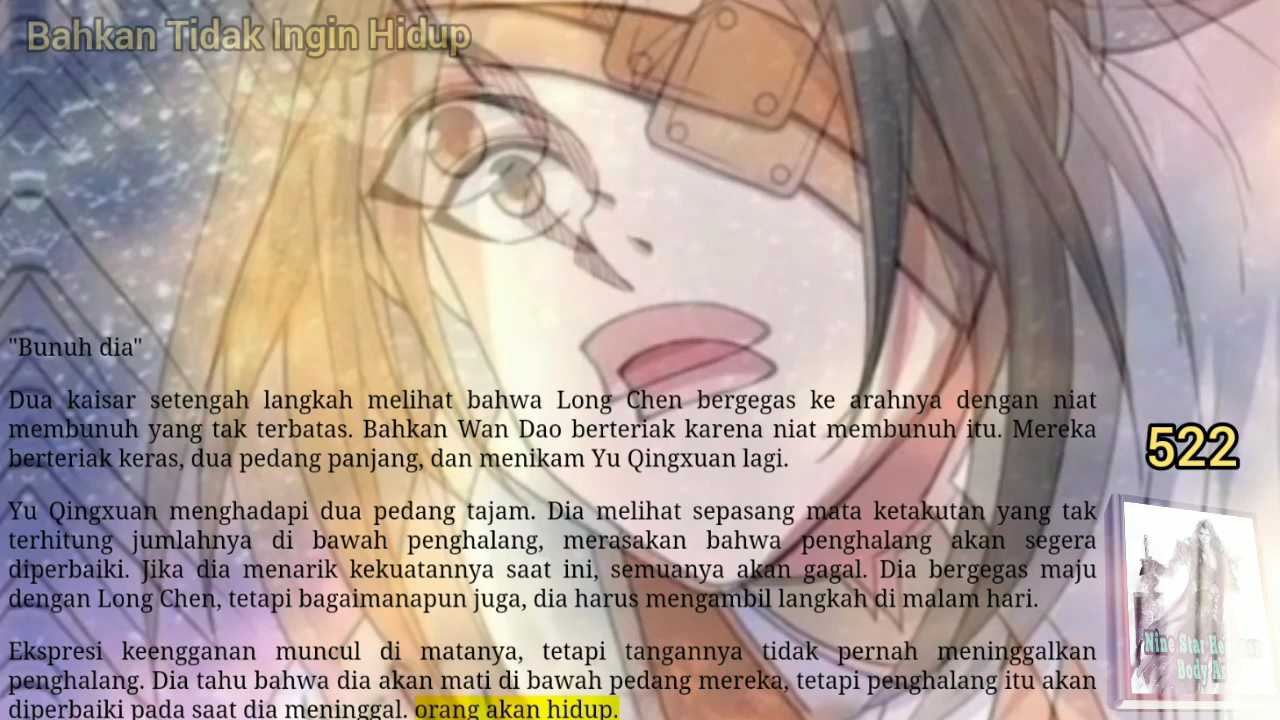 Bahkan Tidak Ingin Hidup
"Bunuh dia"
Dua kaisar setengah langkah melihat bahwa Long Chen bergegas ke arahnya dengan niat
membunuh yang tak terbatas. Bahkan Wan Dao berteriak karena niat membunuh itu. Mereka
berteriak keras, dua pedang panjang, dan menikam Yu Qingxuan lagi.
Yu Qingxuan menghadapi dua pedang tajam. Dia melihat sepasang mata ketakutan yang tak
terhitung jumlahnya di bawah penghalang, merasakan bahwa penghalang akan segera
diperbaiki. Jika dia menarik kekuatannya saat ini, semuanya akan gagal. Dia bergegas maju
dengan Long Chen, tetapi bagaimanapun juga, dia harus mengambil langkah di malam hari.
Ekspresi keengganan muncul di matanya, tetapi tangannya tidak pernah meninggalkan
penghalang. Dia tahu bahwa dia akan mati di bawah pedang mereka, tetapi penghalang itu akan
diperbaiki pada saat dia meninggal. orang akan hidup.
522
Nine Star
Body